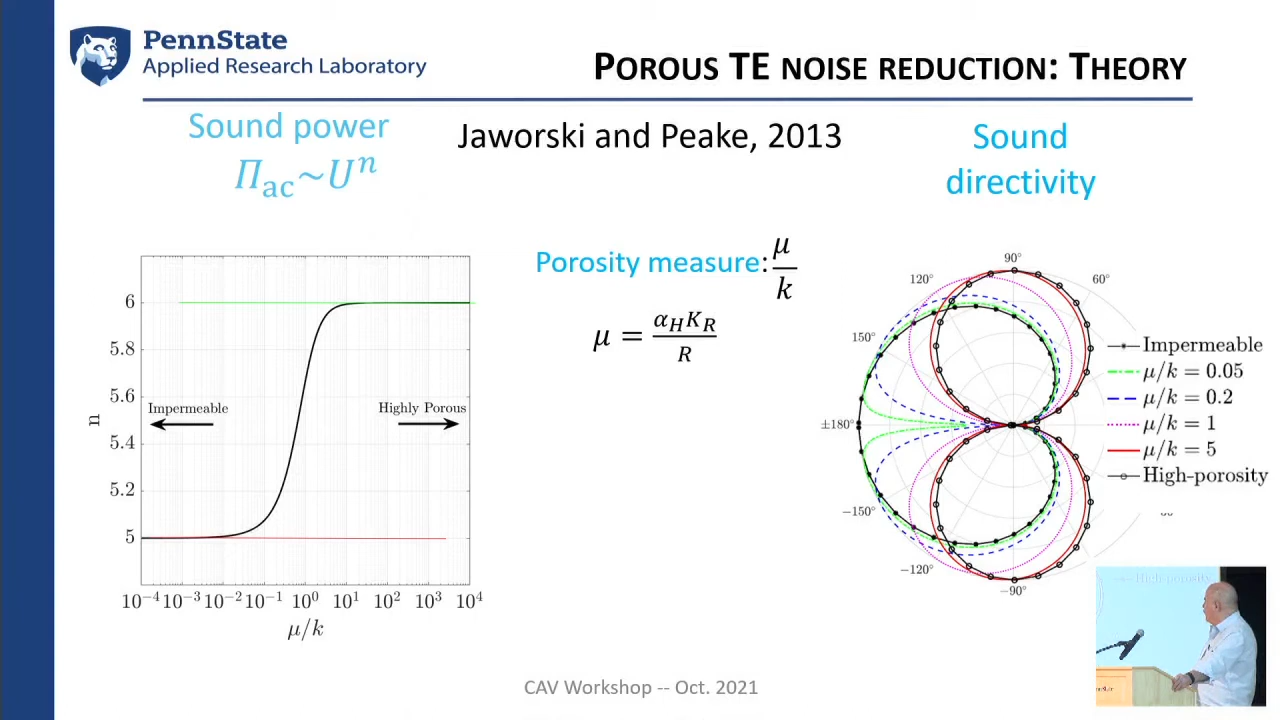 PennState
Applied Research Laboratory
POROUS TE NOISE REDUCTION: THEORY
Sound power
Π_ac~U^n
Jaworski and Peake, 2013
Sound
directivity
Porosity measure: μ/k
μ = α_H K_R / R
n
6
5.8
5.6
5.4
5.2
5
Impermeable
Highly Porous
10^-4 10^-3 10^-2 10^-1 10^0 10^1 10^2 10^3 10^4
μ/k
90°
120°
60°
150°
±180°
-150°
-120°
-90°
Impermeable
μ/k = 0.05
μ/k = 0.2
μ/k = 1
μ/k = 5
High-porosity
High-porosity
CAV Workshop -- Oct. 2021